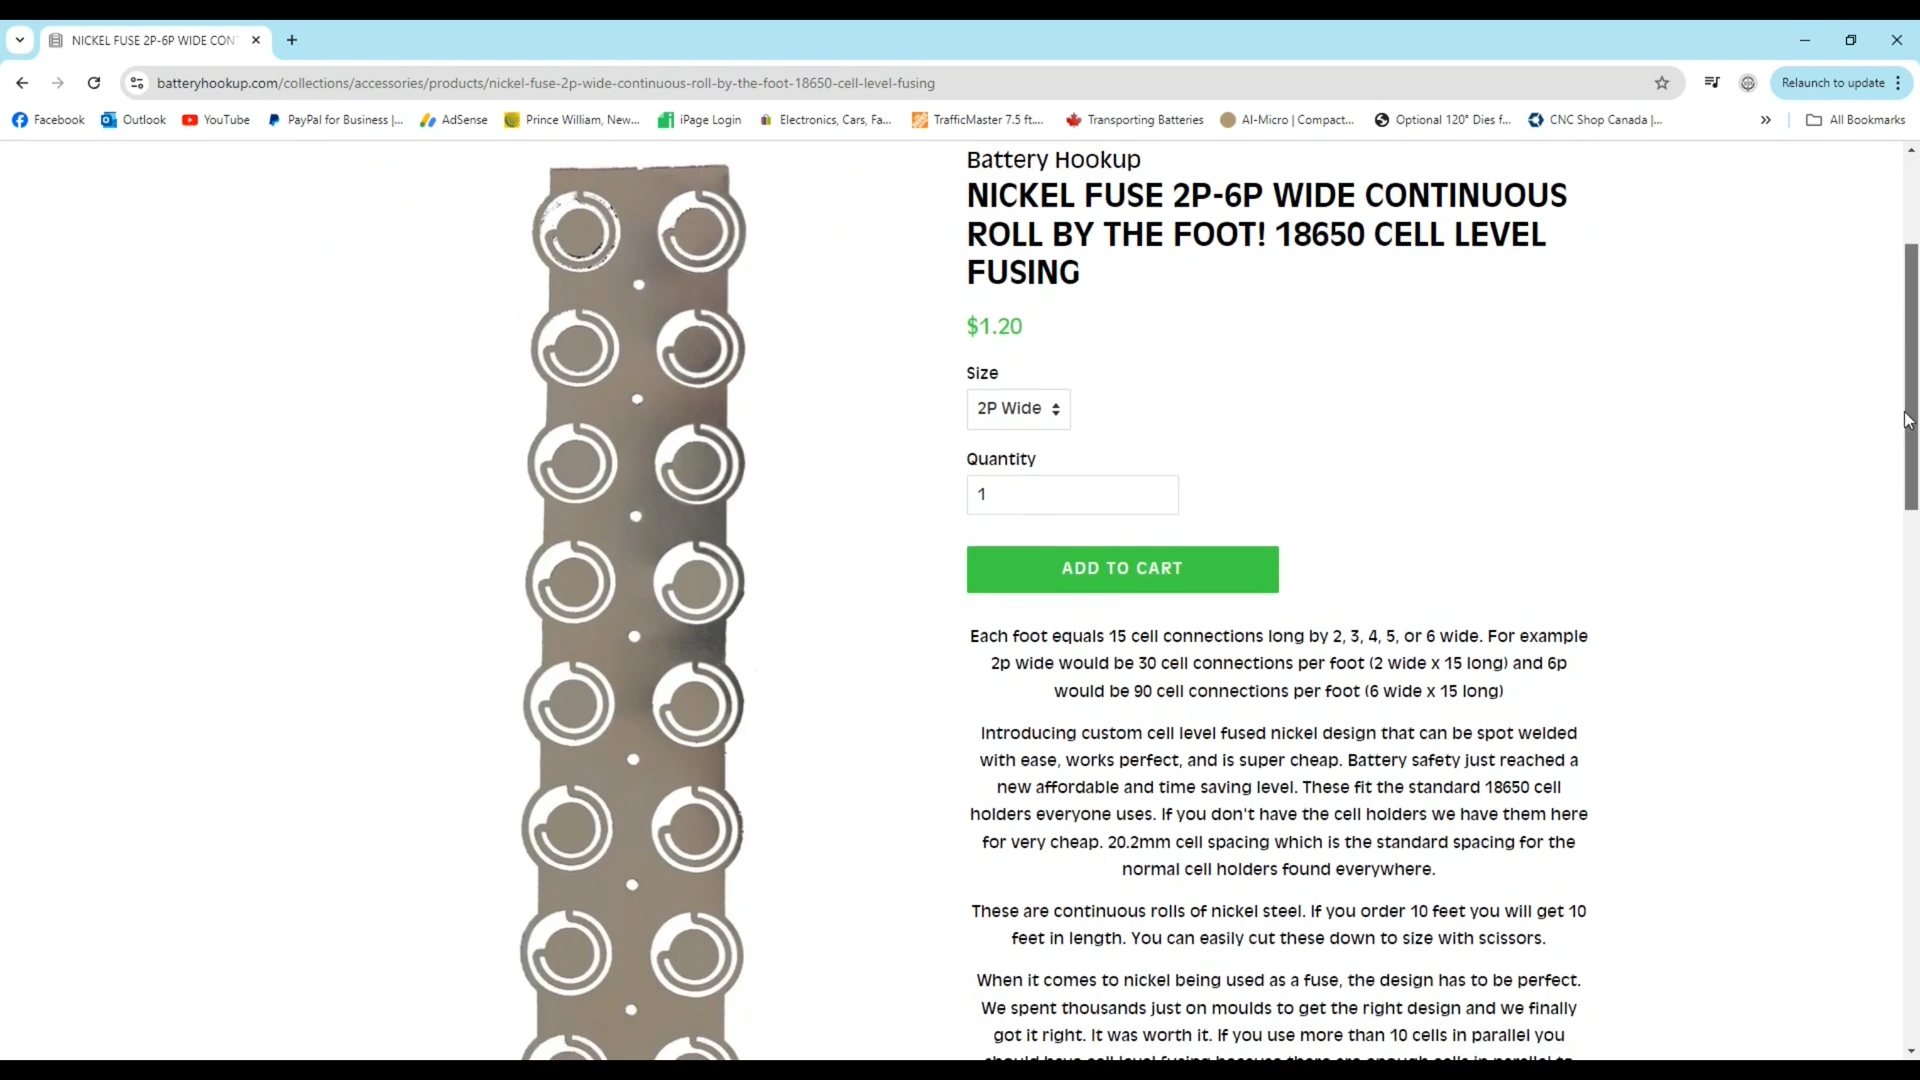 NICKEL FUSE 2P-6P WIDE CON
batteryhookup.com/collections/accessories/products/nickel-fuse-2p-wide-continuous-roll-by-the-foot-18650-cell-level-fusing
Relaunch to update
Facebook
Outlook
YouTube
PayPal for Business |...
AdSense
Prince William, New...
iPage Login
Electronics, Cars, Fa...
TrafficMaster 7.5 ft....
Transporting Batteries
AI-Micro | Compact...
Optional 120° Dies f...
CNC Shop Canada |...
All Bookmarks
Battery Hookup
NICKEL FUSE 2P-6P WIDE CONTINUOUS
ROLL BY THE FOOT! 18650 CELL LEVEL
FUSING
$1.20
Size
2P Wide
Quantity
1
ADD TO CART
Each foot equals 15 cell connections long by 2, 3, 4, 5, or 6 wide. For example
2p wide would be 30 cell connections per foot (2 wide x 15 long) and 6p
would be 90 cell connections per foot (6 wide x 15 long)
Introducing custom cell level fused nickel design that can be spot welded
with ease, works perfect, and is super cheap. Battery safety just reached a
new affordable and time saving level. These fit the standard 18650 cell
holders everyone uses. If you don't have the cell holders we have them here
for very cheap. 20.2mm cell spacing which is the standard spacing for the
normal cell holders found everywhere.
These are continuous rolls of nickel steel. If you order 10 feet you will get 10
feet in length. You can easily cut these down to size with scissors.
When it comes to nickel being used as a fuse, the design has to be perfect.
We spent thousands just on moulds to get the right design and we finally
got it right. It was worth it. If you use more than 10 cells in parallel you
should have cell level fusing because there are enough cells in parallel to